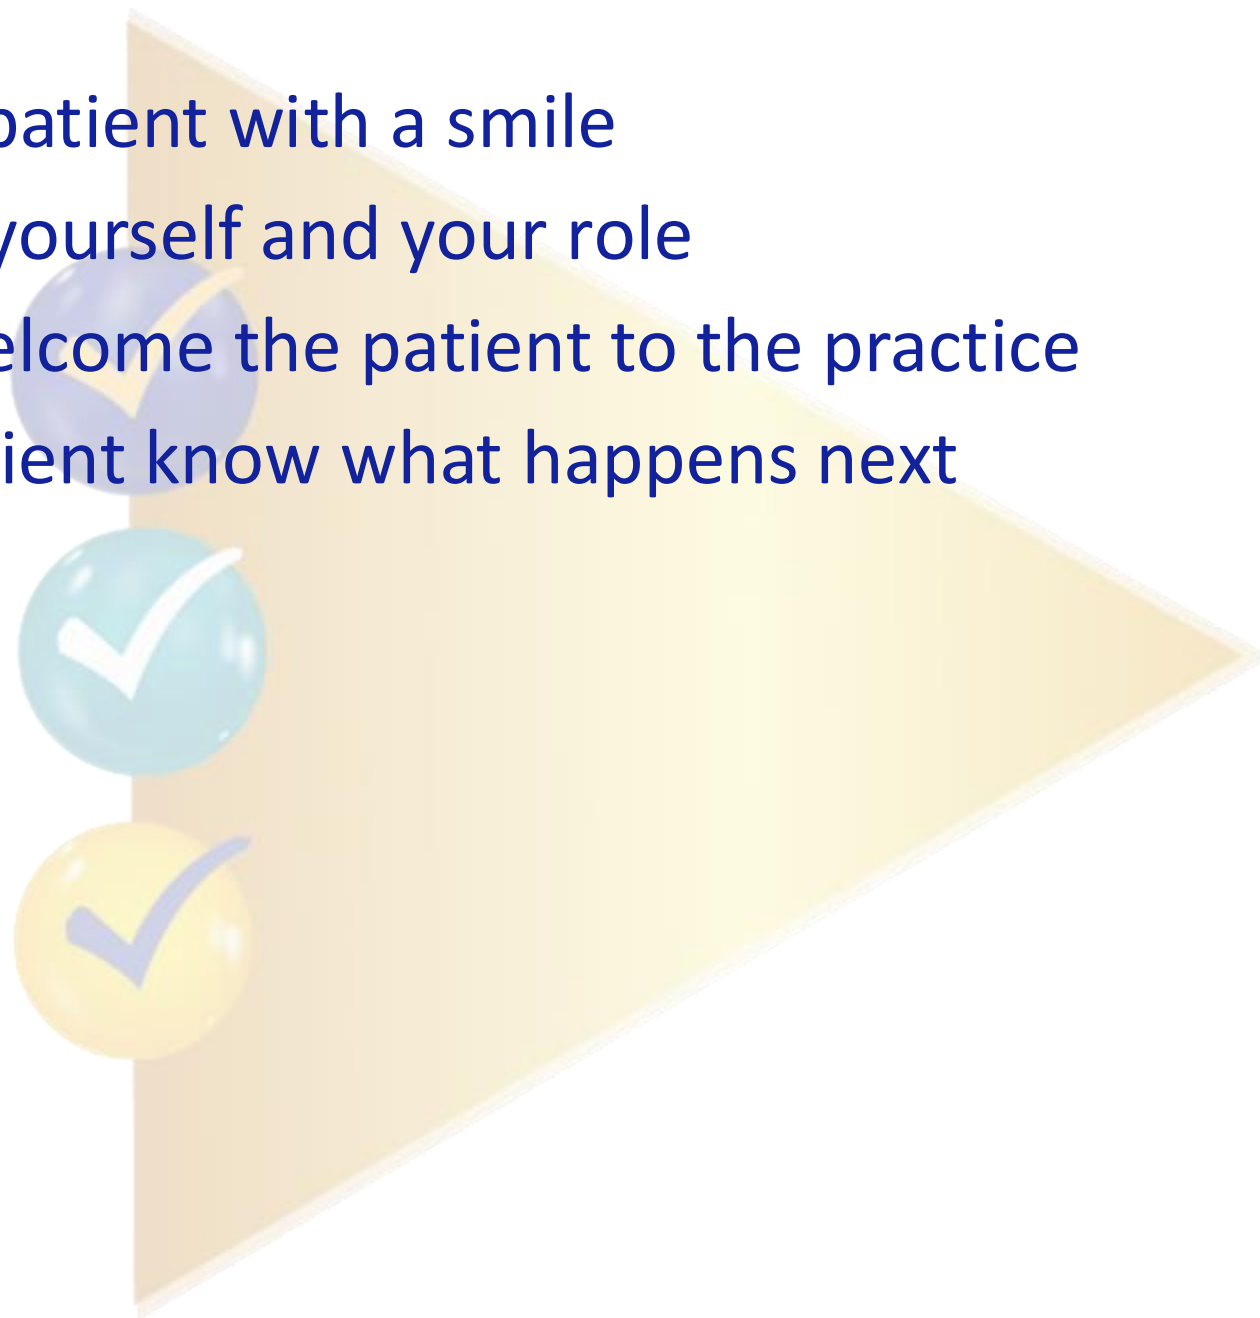 patient with a smile
yourself and your role
elcome the patient to the practice
ient know what happens next